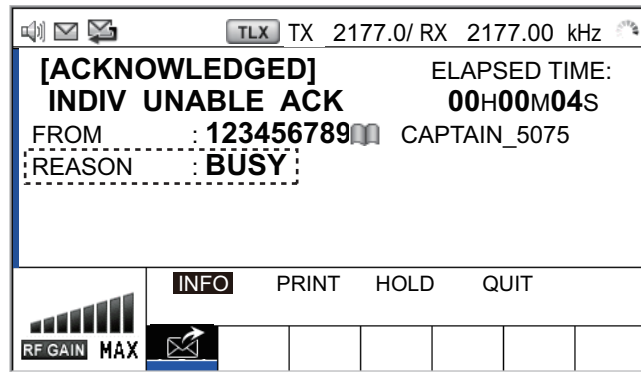 TLX TX 2177.0/ RX 2177.00 kHz
[ACKNOWLEDGED] ELAPSED TIME:
INDIV UNABLE ACK 00H00M04S
FROM : 123456789 CAPTAIN_5075
REASON : BUSY
INFO PRINT HOLD QUIT
RF GAIN MAX